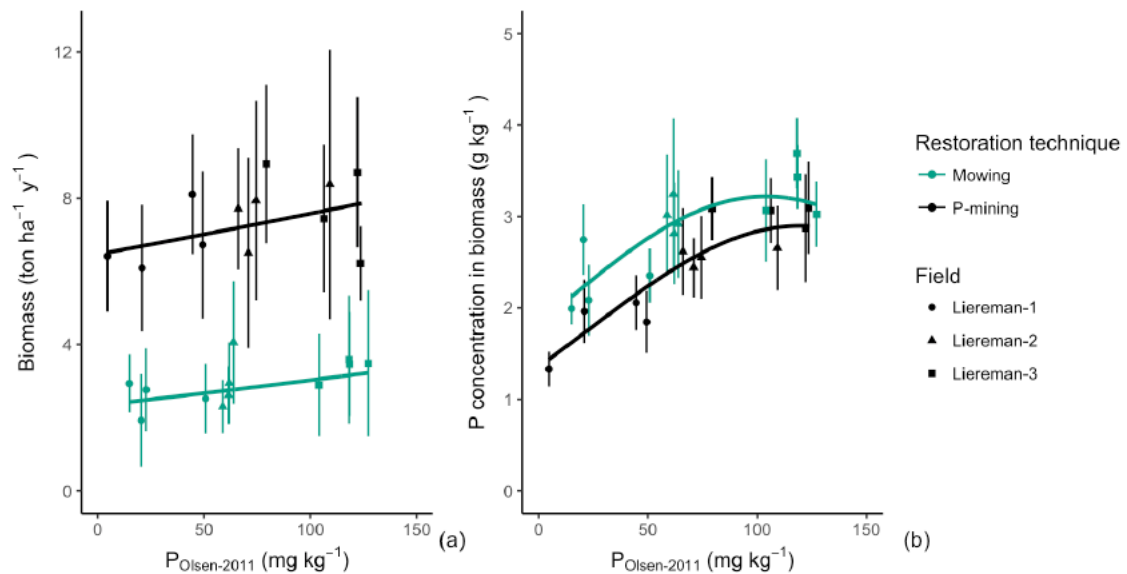 12
8
4
0
Biomass (ton ha⁻¹ y⁻¹)
0
50
100
150
P_Olsen-2011 (mg kg⁻¹)
(a)
5
4
3
2
1
0
P concentration in biomass (g kg⁻¹ )
0
50
100
150
P_Olsen-2011 (mg kg⁻¹)
(b)
Restoration technique
Mowing
P-mining
Field
Liereman-1
Liereman-2
Liereman-3